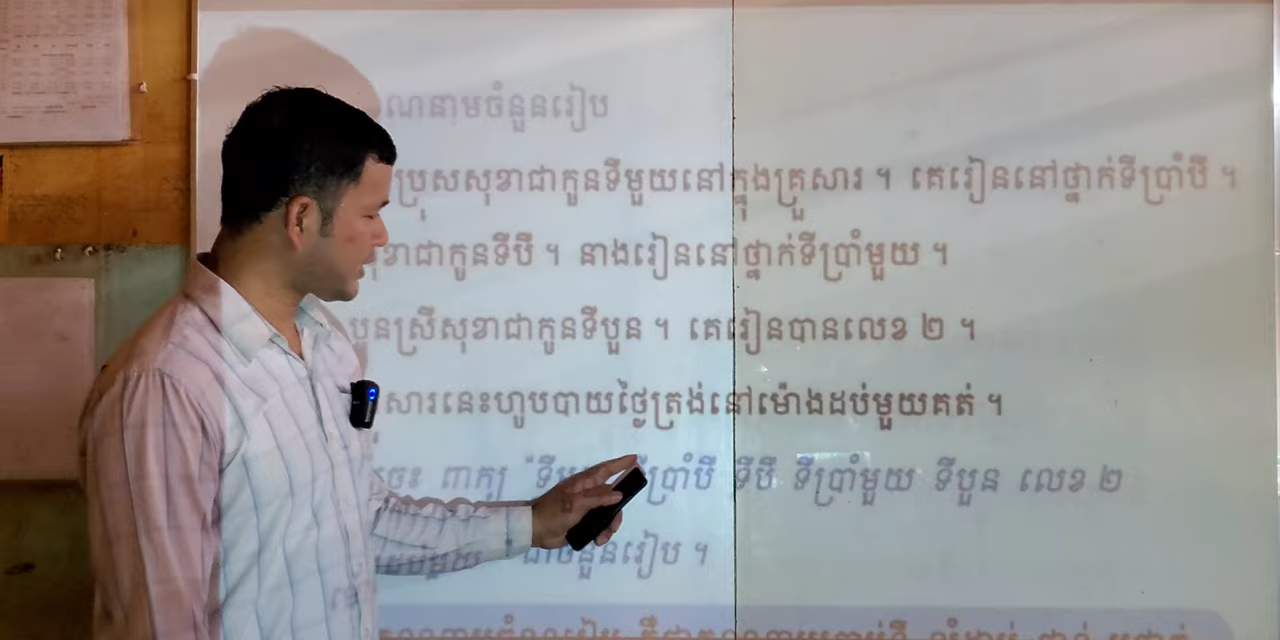 ណនាមចំនួនរៀប
ប្រុសសុខាជាកូនទីមួយនៅក្នុងគ្រួសារ ។ គេរៀននៅថ្នាក់ទីប្រាំបី ។
ខាជាកូនទីបី ។ នាងរៀននៅថ្នាក់ទីប្រាំមួយ ។
ប្អូនស្រីសុខាជាកូនទីបួន ។ គេរៀនបានលេខ ២ ។
សារនេះហូបបាយថ្ងៃត្រង់នៅម៉ោងដប់មួយគត់ ។
ពាក្យ ទីប្រាំបី ទីបី ទីប្រាំមួយ ទីបួន លេខ ២
ជាចំនួនរៀប ។